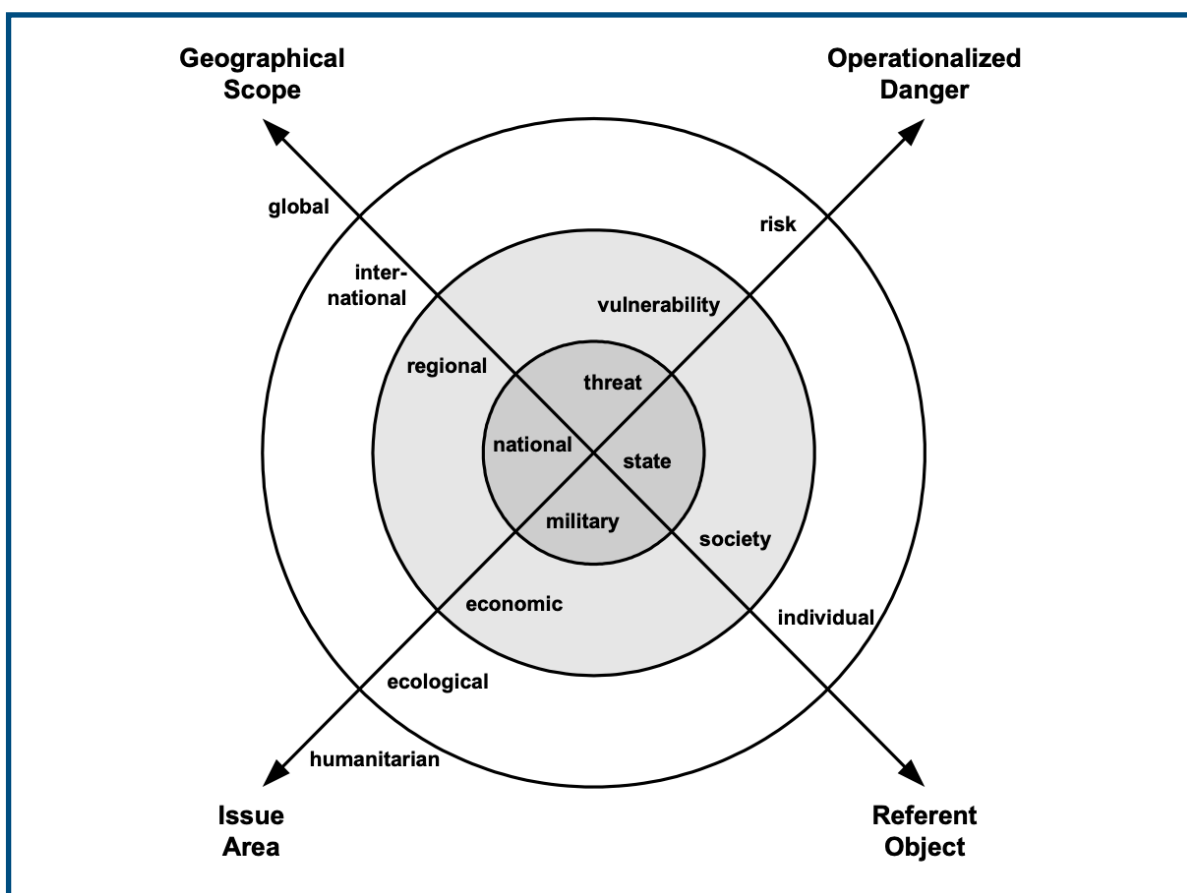 Geographical
Scope
Operationalized
Danger
global
risk
inter-
national
vulnerability
regional
threat
national
state
military
society
economic
individual
ecological
humanitarian
Issue
Area
Referent
Object